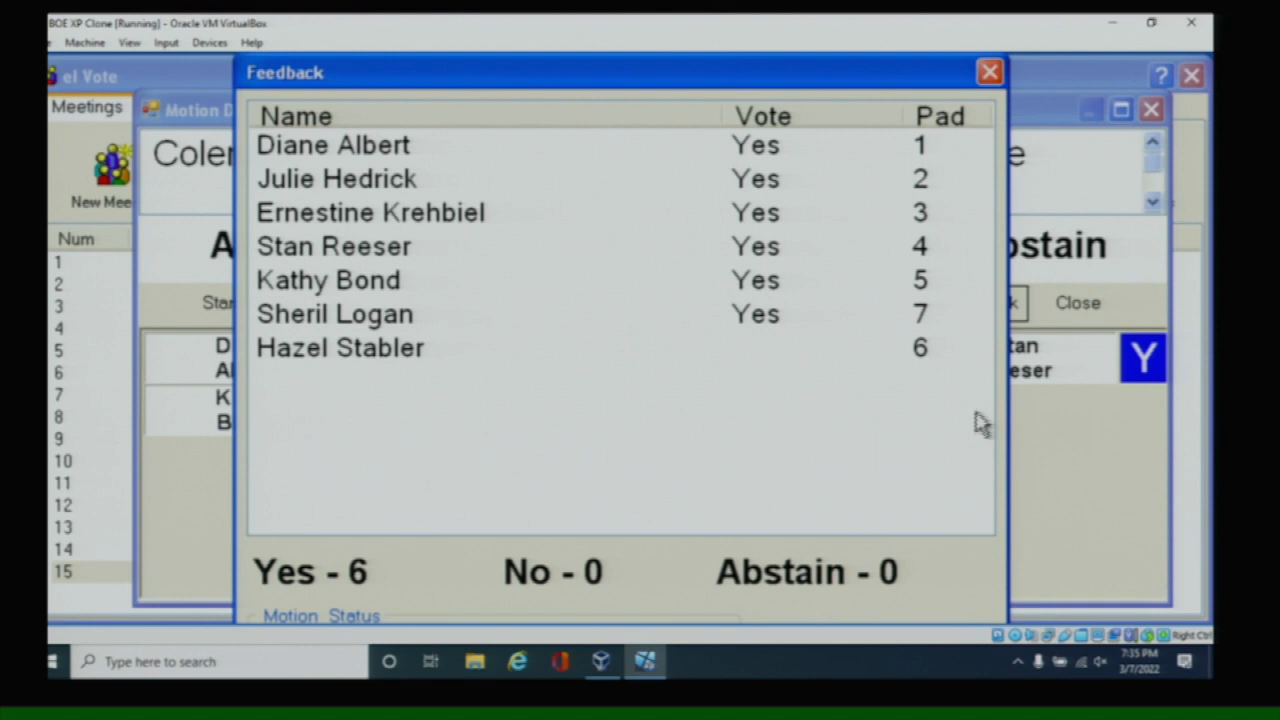 BOE XP Clone [Running] - Oracle VM VirtualBox
Machine View Input Devices Help
el Vote
Feedback
Meetings
Motion D
Name Vote Pad
Diane Albert Yes 1
Julie Hedrick Yes 2
Ernestine Krehbiel Yes 3
Stan Reeser Yes 4
Kathy Bond Yes 5
Sheril Logan Yes 7
Hazel Stabler 6
Coler
e
New Mee
Num
A
bstain
1
2
3
4
5
6
7
8
9
10
11
12
13
14
15
Star
k
Close
D
Al
K
B
tan
eser
Y
Yes - 6 No - 0 Abstain - 0
Motion Status
Right Ctrl
Type here to search
7:35 PM
3/7/2022